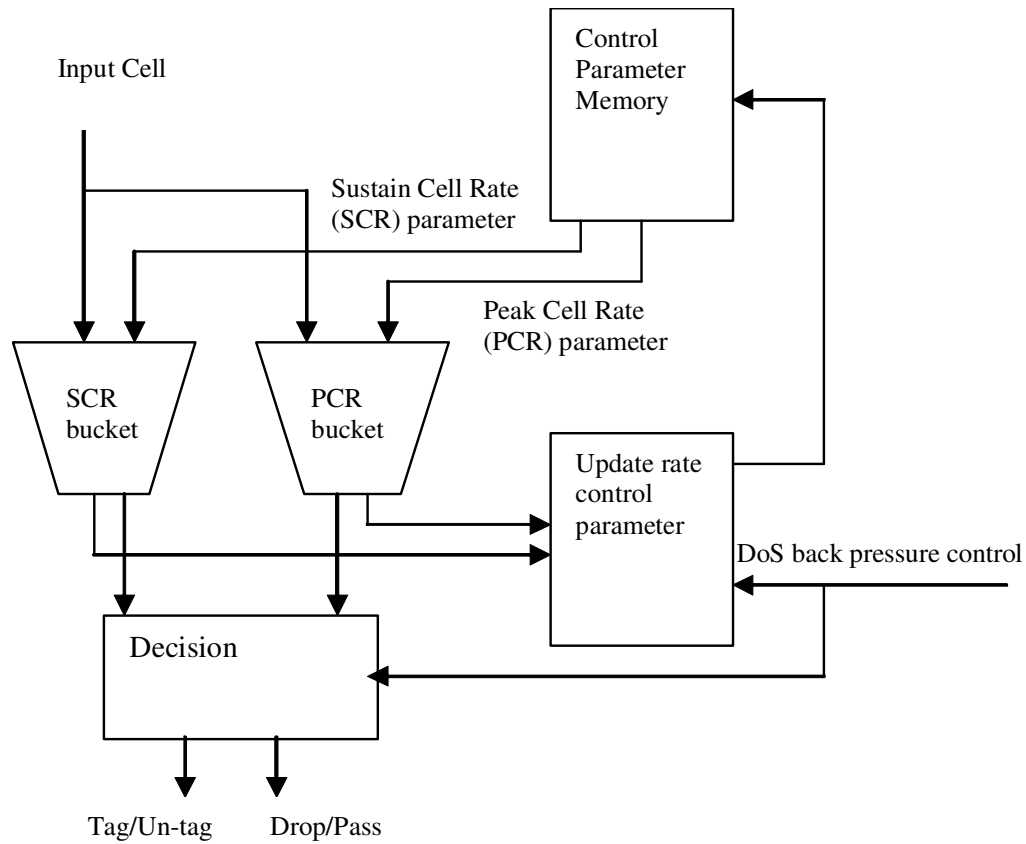 Control
Parameter
Memory
Input Cell
Sustain Cell Rate
(SCR) parameter
Peak Cell Rate
(PCR) parameter
SCR
bucket
PCR
bucket
Update rate
control
parameter
DoS back pressure control
Decision
Tag/Un-tag
Drop/Pass